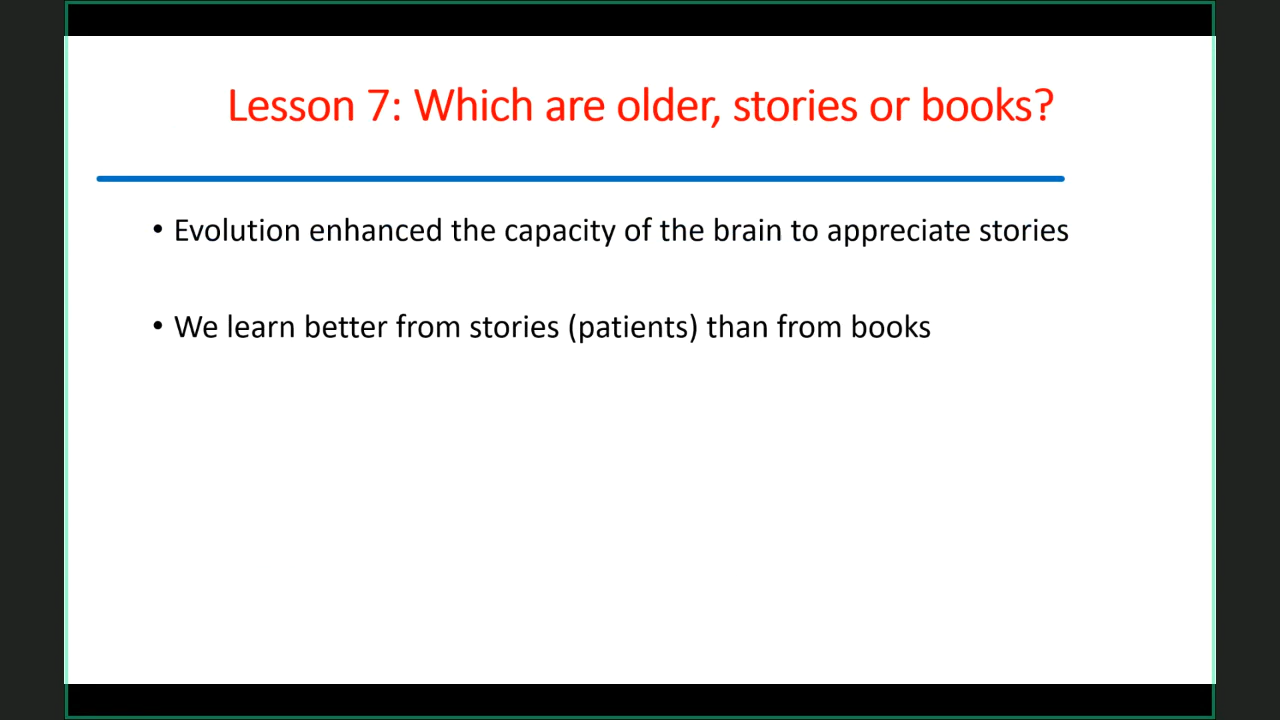 Lesson 7: Which are older, stories or books?
• Evolution enhanced the capacity of the brain to appreciate stories
• We learn better from stories (patients) than from books